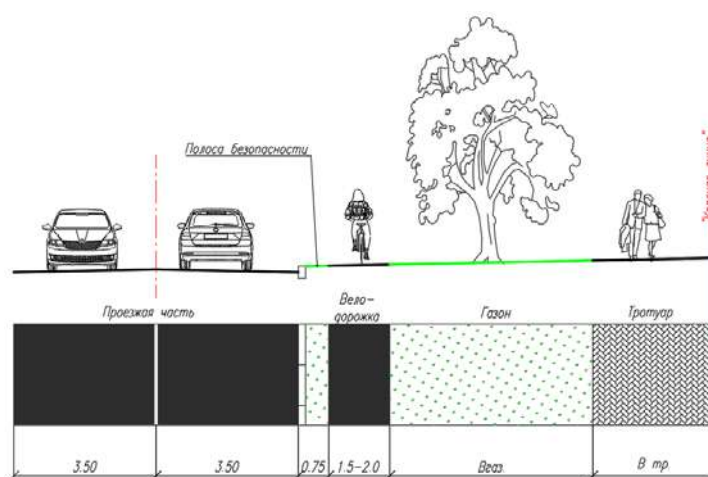 Полоса безопасности
Проезжая часть
Вело-
дорожка
Газон
Тротуар
3.50
3.50
0.75
1.5-2.0
Вгаз.
В тр.